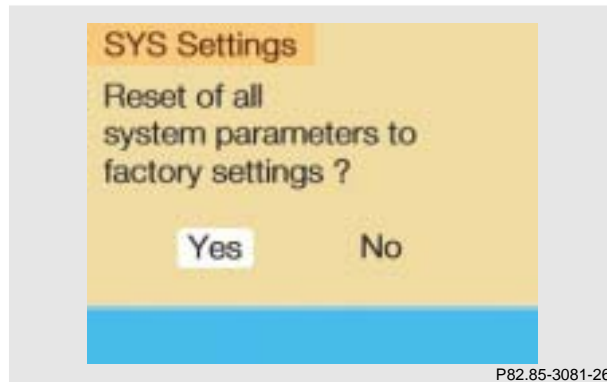 SYS Settings
Reset of all
system parameters to
factory settings ?
Yes No
P82.85-3081-26